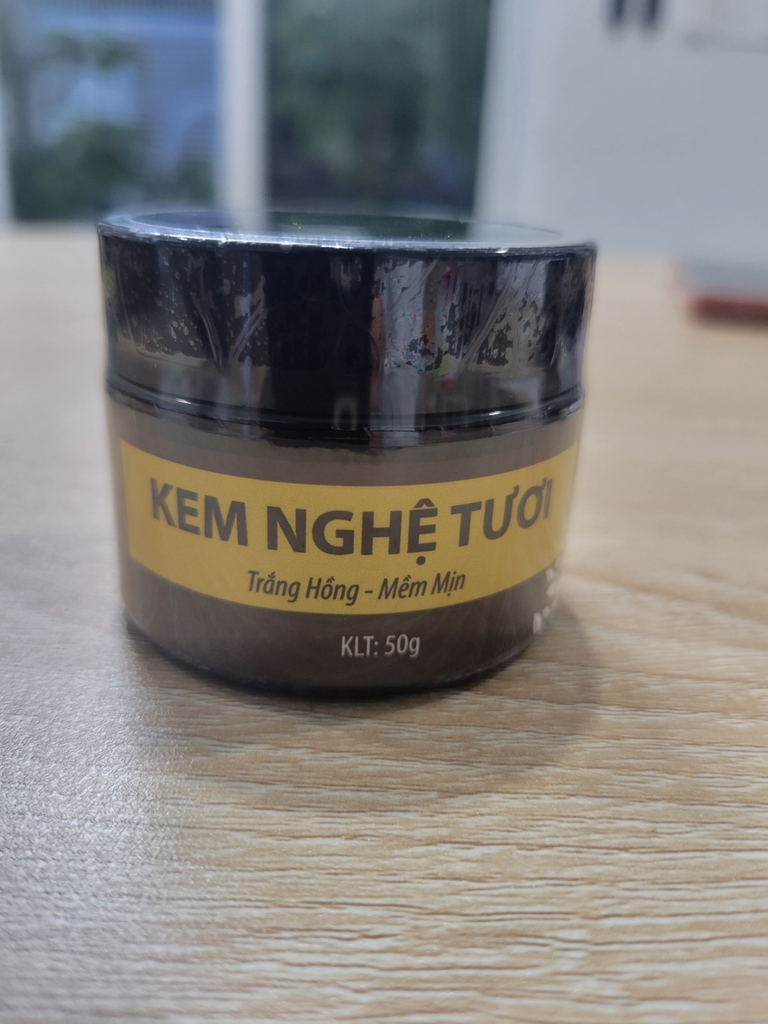 KEM NGHỆ TƯƠI
Trắng Hồng - Mềm Mịn
KLT: 50g